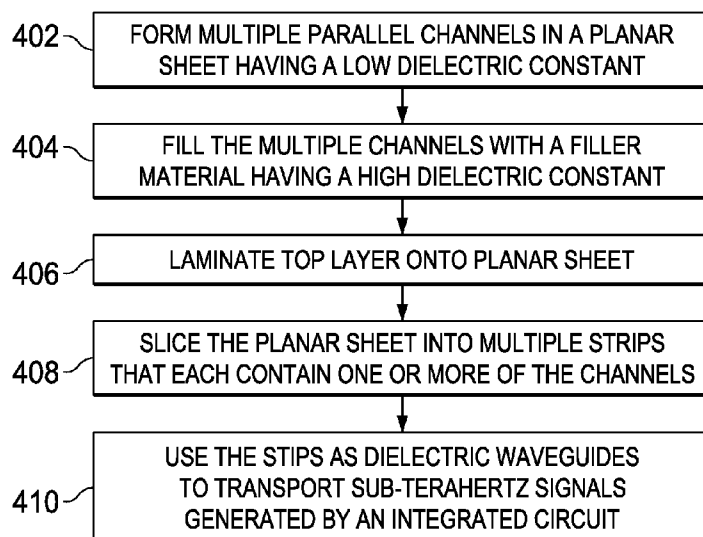 402
FORM MULTIPLE PARALLEL CHANNELS IN A PLANAR
SHEET HAVING A LOW DIELECTRIC CONSTANT
404
FILL THE MULTIPLE CHANNELS WITH A FILLER
MATERIAL HAVING A HIGH DIELECTRIC CONSTANT
406
LAMINATE TOP LAYER ONTO PLANAR SHEET
408
SLICE THE PLANAR SHEET INTO MULTIPLE STRIPS
THAT EACH CONTAIN ONE OR MORE OF THE CHANNELS
410
USE THE STIPS AS DIELECTRIC WAVEGUIDES
TO TRANSPORT SUB-TERAHERTZ SIGNALS
GENERATED BY AN INTEGRATED CIRCUIT